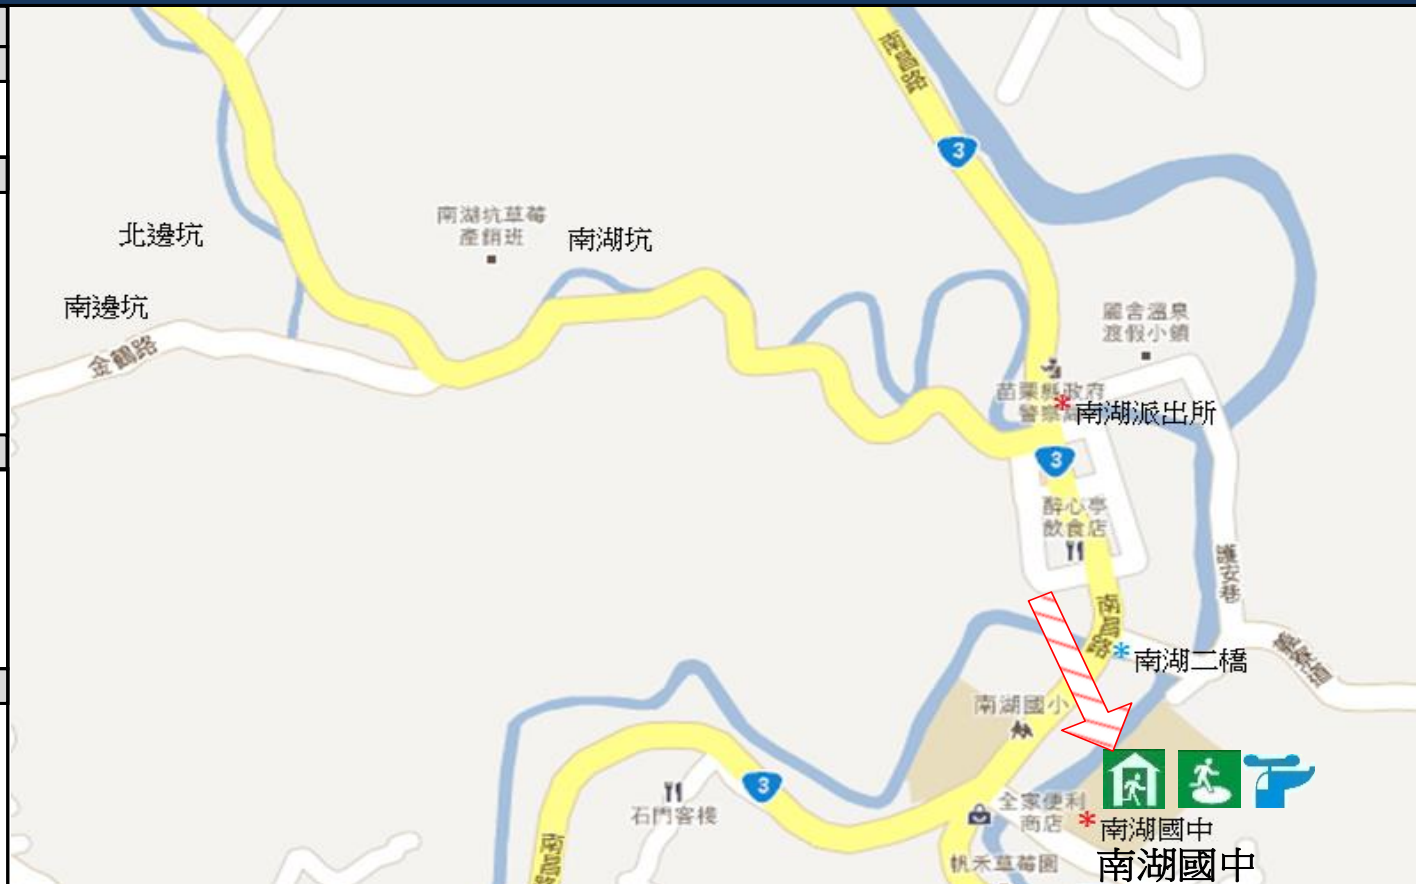 南昌路
3
北邊坑
南湖坑草莓
產銷班
南湖坑
南邊坑
金鶴路
麗舍溫泉
渡假小鎮
苗栗縣政府
警察
南湖派出所
3
醉心亭
飲食店
護安巷
南昌路
南湖二橋
南湖國小
3
石門客棧
全家便利
商店
南湖國中
南湖國中
帆禾草莓園
南昌路